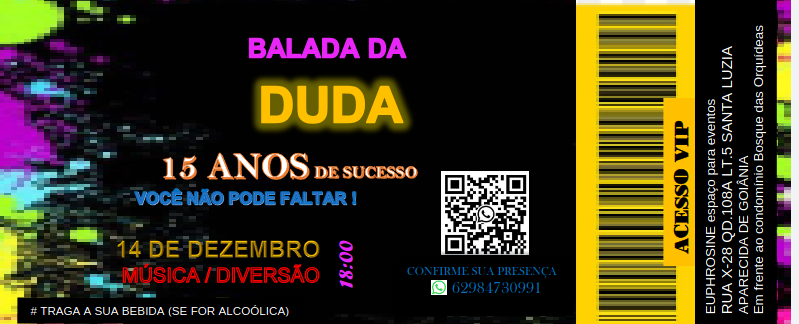 BALADA DA
DUDA
15 ANOS DE SUCESSO
VOCÊ NÃO PODE FALTAR !
14 DE DEZEMBRO
MÚSICA / DIVERSÃO
18:00
CONFIRME SUA PRESENÇA
62984730991
# TRAGA A SUA BEBIDA (SE FOR ALCOÓLICA)
ACESSO VIP
EUPHROSINE espaço para eventos
RUA X-28 QD.108A LT.5 SANTA LUZIA
APARECIDA DE GOIÂNIA
Em frente ao condomínio Bosque das Orquídeas